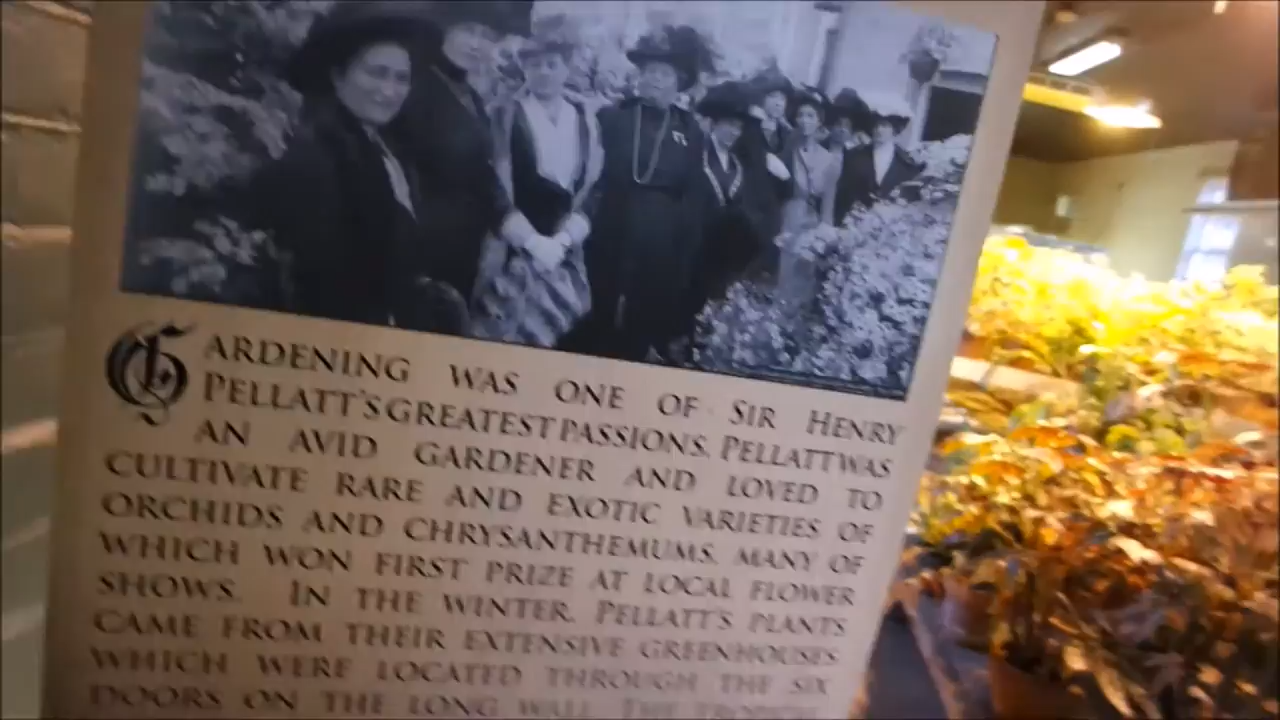 GARDENING WAS ONE OF SIR HENRY
PELLATT'S GREATEST PASSIONS. PELLATT WAS
AN AVID GARDENER AND LOVED TO
CULTIVATE RARE AND EXOTIC VARIETIES OF
ORCHIDS AND CHRYSANTHEMUMS, MANY OF
WHICH WON FIRST PRIZE AT LOCAL FLOWER
SHOWS. IN THE WINTER, PELLATT'S PLANTS
CAME FROM THEIR EXTENSIVE GREENHOUSES
WHICH WERE LOCATED THROUGH THE SIX
DOORS ON THE LONG WALL. THE